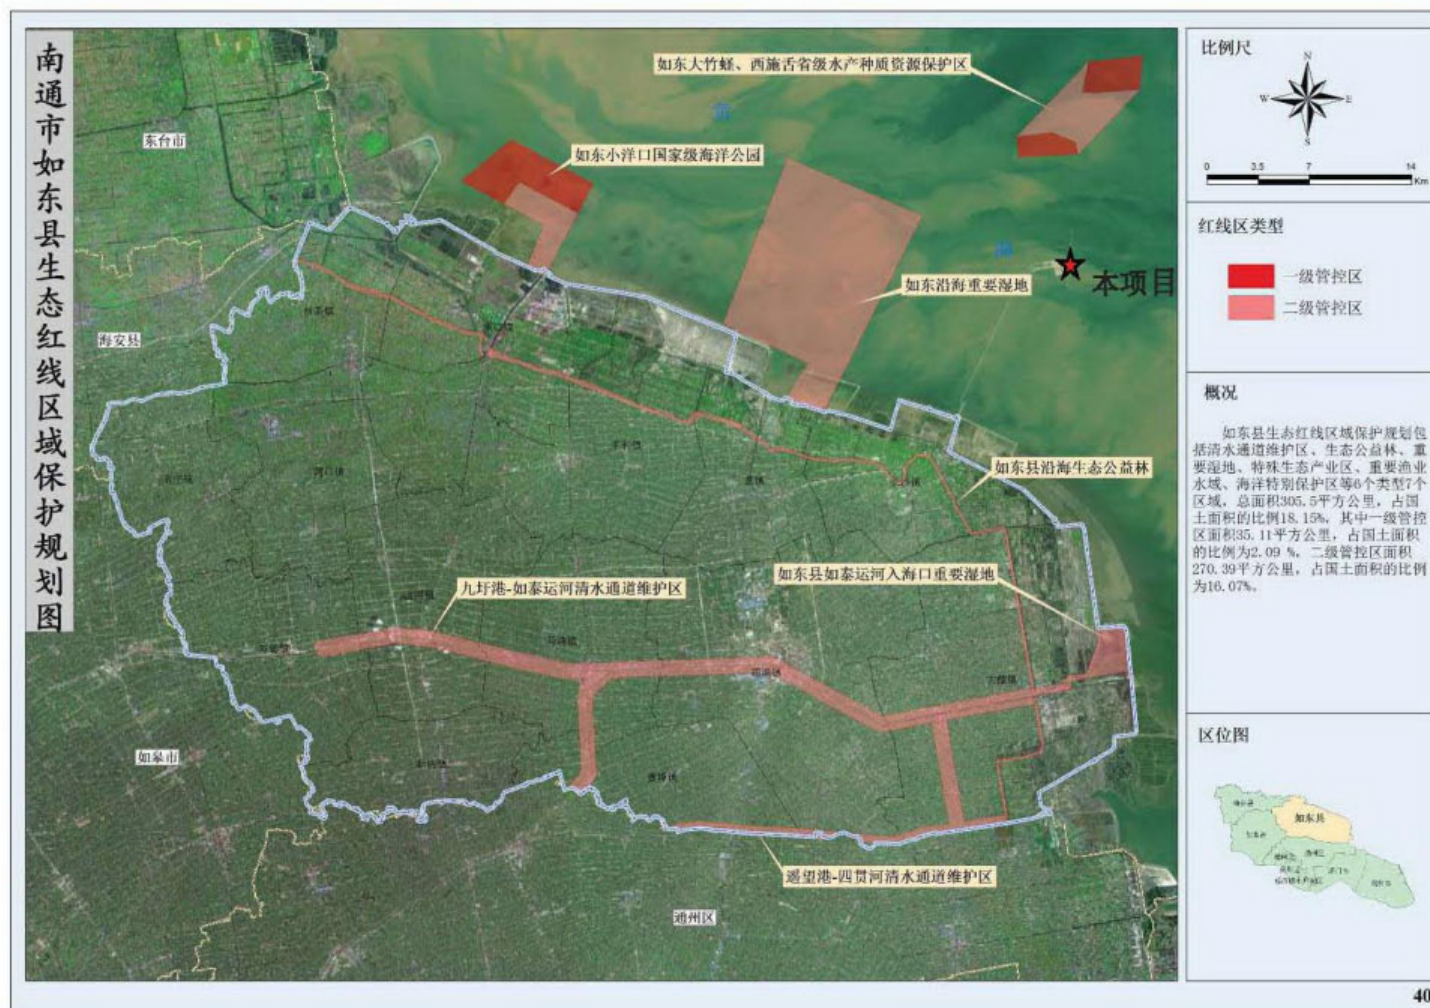 南通市如东县生态红线区域保护规划图
如东大竹蛏、西施舌省级水产种质资源保护区
东台市
如东小洋口国家级海洋公园
如东沿海重要湿地
本项目
海安县
如东县沿海生态公益林
如东县如泰运河入海口重要湿地
九圩港-如泰运河清水通道维护区
如皋市
遥望港-四贯河清水通道维护区
通州区
比例尺
N
W
E
S
0 3.5 7 14
Km
红线区类型
一级管控区
二级管控区
概况
如东县生态红线区域保护规划包
括清水通道维护区、生态公益林、重
要湿地、特殊生态产业区、重要渔业
水域、海洋特别保护区等6个类型7个
区域，总面积305.5平方公里，占国
土面积的比例18.15%，其中一级管控
区面积35.11平方公里，占国土面积
的比例为2.09 %，二级管控区面积
270.39平方公里，占国土面积的比例
为16.07%。
区位图
如东县
40